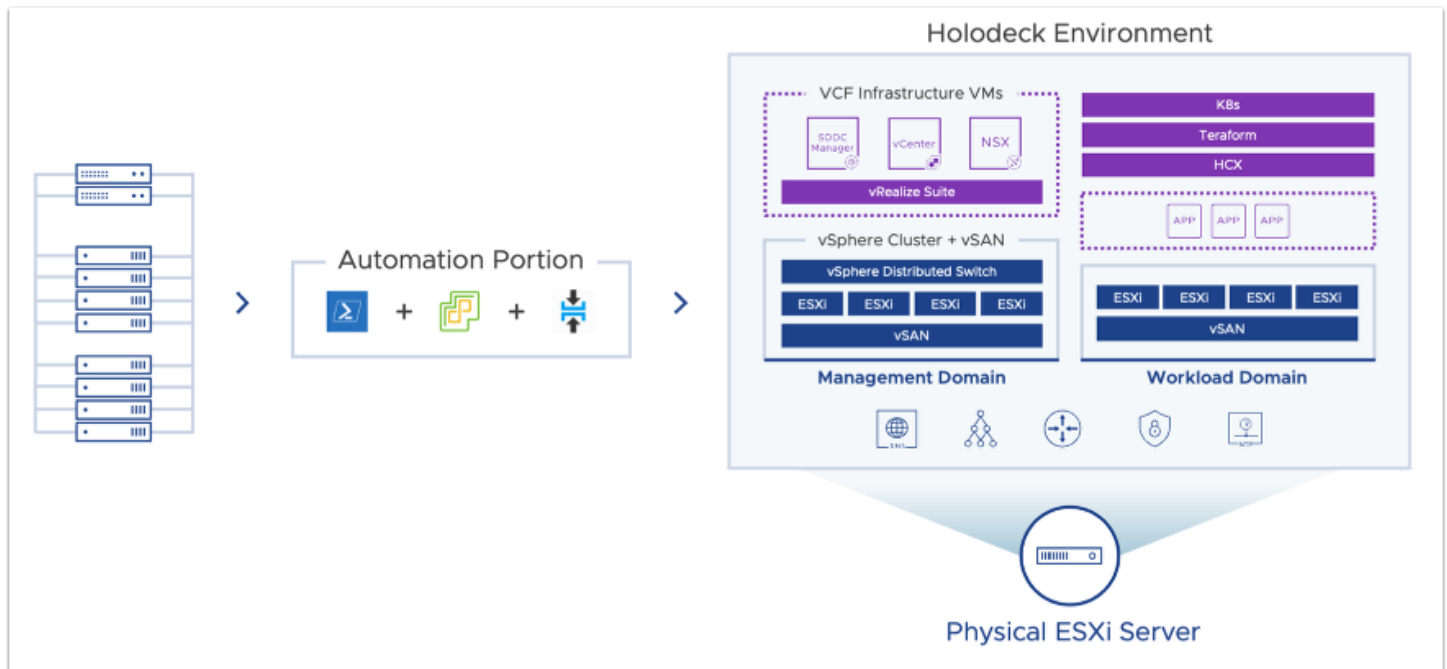 Holodeck Environment
VCF Infrastructure VMs
SDDC
Manager
vCenter
NSX
vRealize Suite
K8s
Teraform
HCX
APP APP APP
Automation Portion
vSphere Cluster + vSAN
vSphere Distributed Switch
ESXi ESXi ESXi ESXi
vSAN
ESXi ESXi ESXi ESXi
vSAN
Management Domain
Workload Domain
Physical ESXi Server